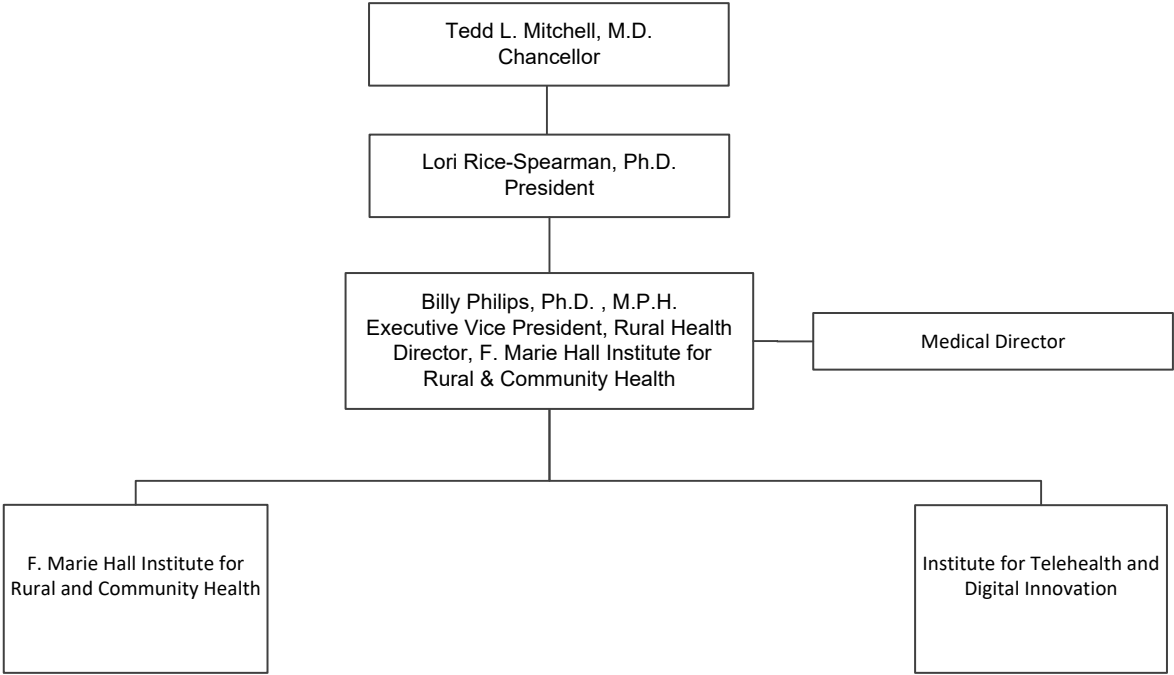 Tedd L. Mitchell, M.D.
Chancellor
Lori Rice-Spearman, Ph.D.
President
Billy Philips, Ph.D. , M.P.H.
Executive Vice President, Rural Health
Director, F. Marie Hall Institute for
Rural & Community Health
Medical Director
F. Marie Hall Institute for
Rural and Community Health
Institute for Telehealth and
Digital Innovation